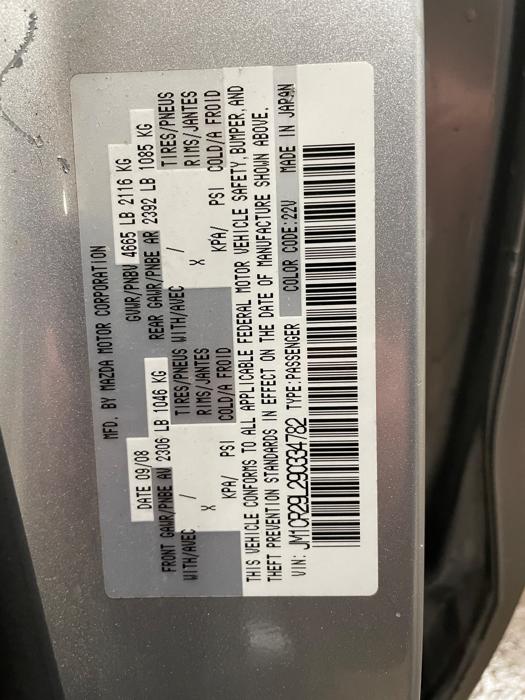 MFD. BY MAZDA MOTOR CORPORATION
DATE 09/08 GVWR/PNBV 4665 LB 2116 KG
FRONT GAWR/PNBE AV 2306 LB 1046 KG REAR GAWR/PNBE AR 2392 LB 1085 KG
WITH/AVEC / TIRES/PNEUS WITH/AVEC / TIRES/PNEUS
X RIMS/JANTES X RIMS/JANTES
KPA/ PSI COLD/A FROID KPA/ PSI COLD/A FROID
THIS VEHICLE CONFORMS TO ALL APPLICABLE FEDERAL MOTOR VEHICLE SAFETY, BUMPER, AND
THEFT PREVENTION STANDARDS IN EFFECT ON THE DATE OF MANUFACTURE SHOWN ABOVE.
VIN: JM1CR29L290334782 TYPE:PASSENGER COLOR CODE:22V MADE IN JAPAN